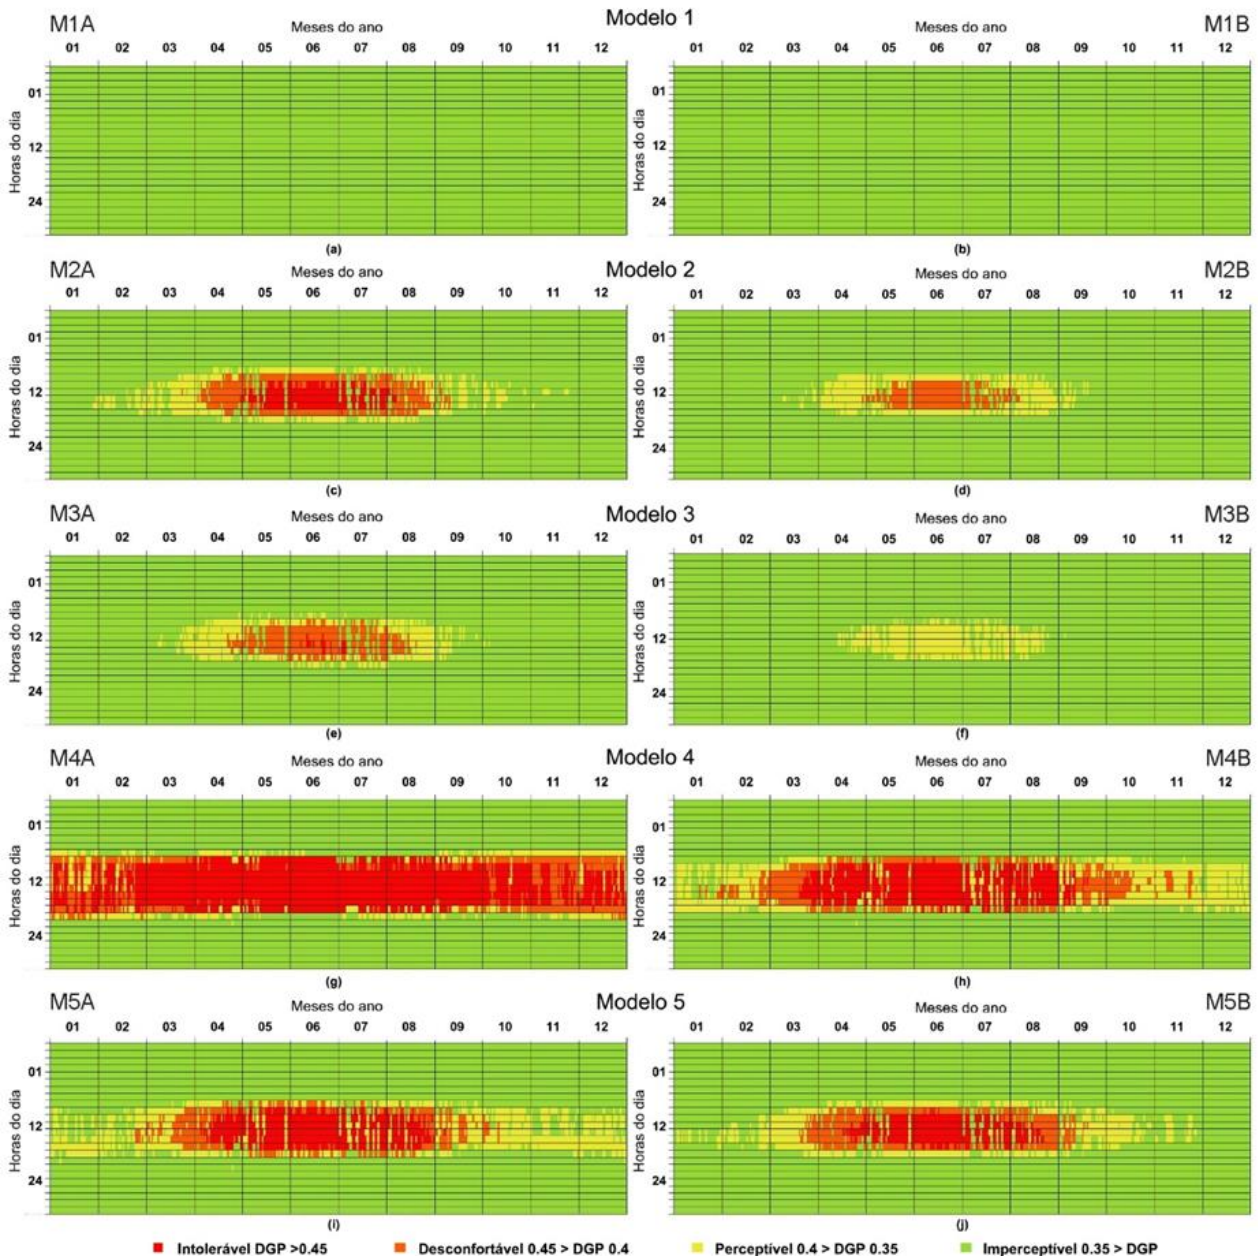 M1A Modelo 1 M1B
Meses do ano Meses do ano
01 02 03 04 05 06 07 08 09 10 11 12 01 02 03 04 05 06 07 08 09 10 11 12
Horas do dia 01 12 24 Horas do dia 01 12 24
(a) (b)
M2A Modelo 2 M2B
Meses do ano Meses do ano
01 02 03 04 05 06 07 08 09 10 11 12 01 02 03 04 05 06 07 08 09 10 11 12
Horas do dia 01 12 24 Horas do dia 01 12 24
(c) (d)
M3A Modelo 3 M3B
Meses do ano Meses do ano
01 02 03 04 05 06 07 08 09 10 11 12 01 02 03 04 05 06 07 08 09 10 11 12
Horas do dia 01 12 24 Horas do dia 01 12 24
(e) (f)
M4A Modelo 4 M4B
Meses do ano Meses do ano
01 02 03 04 05 06 07 08 09 10 11 12 01 02 03 04 05 06 07 08 09 10 11 12
Horas do dia 01 12 24 Horas do dia 01 12 24
(g) (h)
M5A Modelo 5 M5B
Meses do ano Meses do ano
01 02 03 04 05 06 07 08 09 10 11 12 01 02 03 04 05 06 07 08 09 10 11 12
Horas do dia 01 12 24 Horas do dia 01 12 24
(i) (j)
Intolerável DGP >0.45 Desconfortável 0.45 > DGP 0.4 Perceptível 0.4 > DGP 0.35 Imperceptível 0.35 > DGP